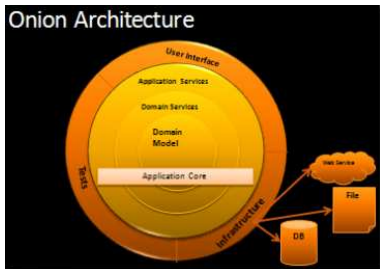 Onion Architecture
User Interface
Application Services
Domain Services
Domain
Model
Application Core
Tests
Infrastructure
Web Service
File
DB